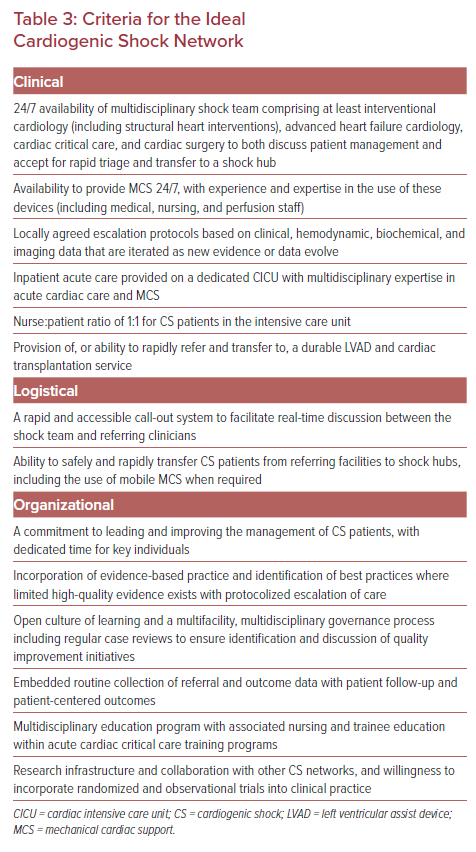 Table 3: Criteria for the Ideal
Cardiogenic Shock Network
Clinical
24/7 availability of multidisciplinary shock team comprising at least interventional
cardiology (including structural heart interventions), advanced heart failure cardiology,
cardiac critical care, and cardiac surgery to both discuss patient management and
accept for rapid triage and transfer to a shock hub
Availability to provide MCS 24/7, with experience and expertise in the use of these
devices (including medical, nursing, and perfusion staff)
Locally agreed escalation protocols based on clinical, hemodynamic, biochemical, and
imaging data that are iterated as new evidence or data evolve
Inpatient acute care provided on a dedicated CICU with multidisciplinary expertise in
acute cardiac care and MCS
Nurse:patient ratio of 1:1 for CS patients in the intensive care unit
Provision of, or ability to rapidly refer and transfer to, a durable LVAD and cardiac
transplantation service
Logistical
A rapid and accessible call-out system to facilitate real-time discussion between the
shock team and referring clinicians
Ability to safely and rapidly transfer CS patients from referring facilities to shock hubs,
including the use of mobile MCS when required
Organizational
A commitment to leading and improving the management of CS patients, with
dedicated time for key individuals
Incorporation of evidence-based practice and identification of best practices where
limited high-quality evidence exists with protocolized escalation of care
Open culture of learning and a multifacility, multidisciplinary governance process
including regular case reviews to ensure identification and discussion of quality
improvement initiatives
Embedded routine collection of referral and outcome data with patient follow-up and
patient-centered outcomes
Multidisciplinary education program with associated nursing and trainee education
within acute cardiac critical care training programs
Research infrastructure and collaboration with other CS networks, and willingness to
incorporate randomized and observational trials into clinical practice
CICU = cardiac intensive care unit; CS = cardiogenic shock; LVAD = left ventricular assist device;
MCS = mechanical cardiac support.